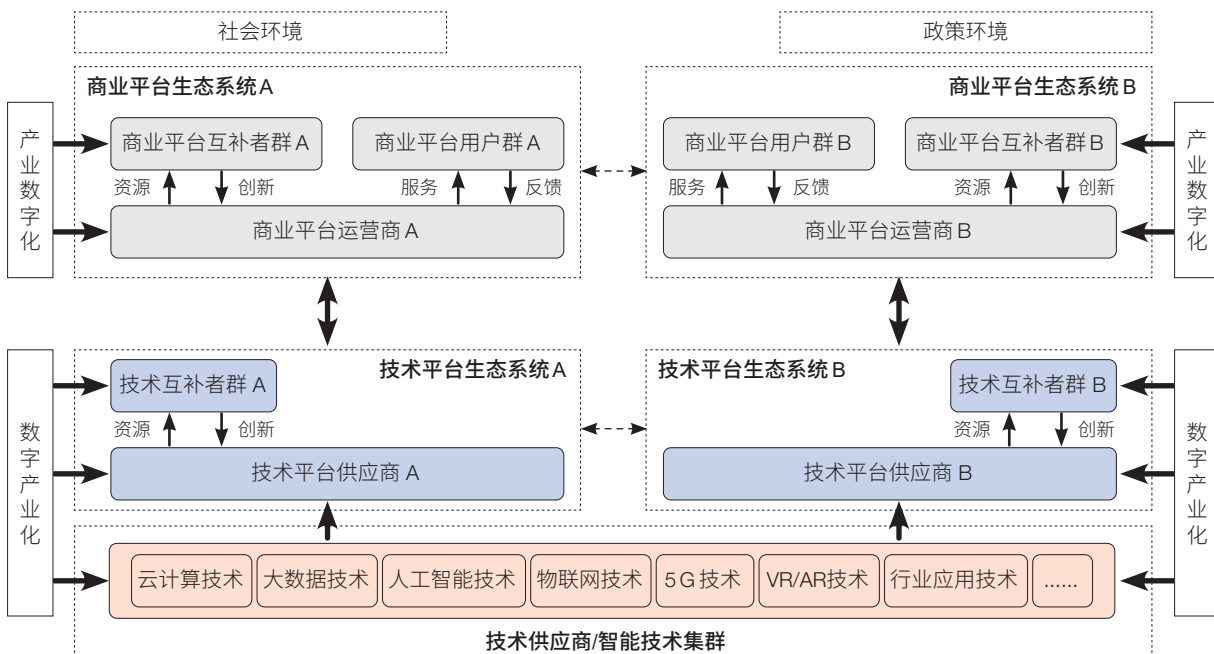 社会环境
政策环境
商业平台生态系统A
商业平台生态系统B
产业数字化
商业平台互补者群A
商业平台用户群A
商业平台用户群B
商业平台互补者群B
产业数字化
资源
创新
服务
反馈
服务
反馈
资源
创新
商业平台运营商A
商业平台运营商B
数字产业化
技术平台生态系统A
技术平台生态系统B
数字产业化
技术互补者群A
技术互补者群B
资源
创新
资源
创新
技术平台供应商A
技术平台供应商B
云计算技术
大数据技术
人工智能技术
物联网技术
5G技术
VR/AR技术
行业应用技术
......
技术供应商/智能技术集群